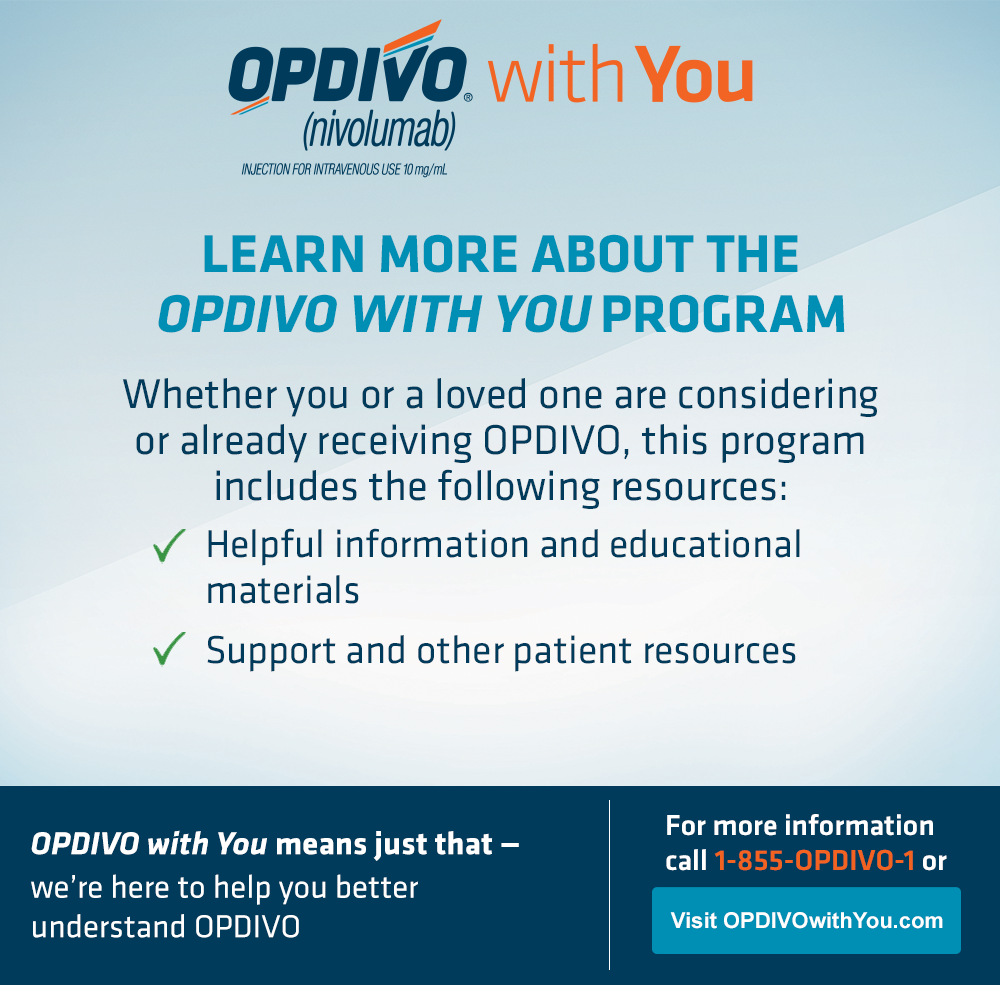 OPDIVO® with You
(nivolumab)
INJECTION FOR INTRAVENOUS USE 10 mg/mL
LEARN MORE ABOUT THE
OPDIVO WITH YOU PROGRAM
Whether you or a loved one are considering
or already receiving OPDIVO, this program
includes the following resources:
✓ Helpful information and educational
materials
✓ Support and other patient resources
OPDIVO with You means just that –
we’re here to help you better
understand OPDIVO
For more information
call 1-855-OPDIVO-1 or
Visit OPDIVOwithYou.com